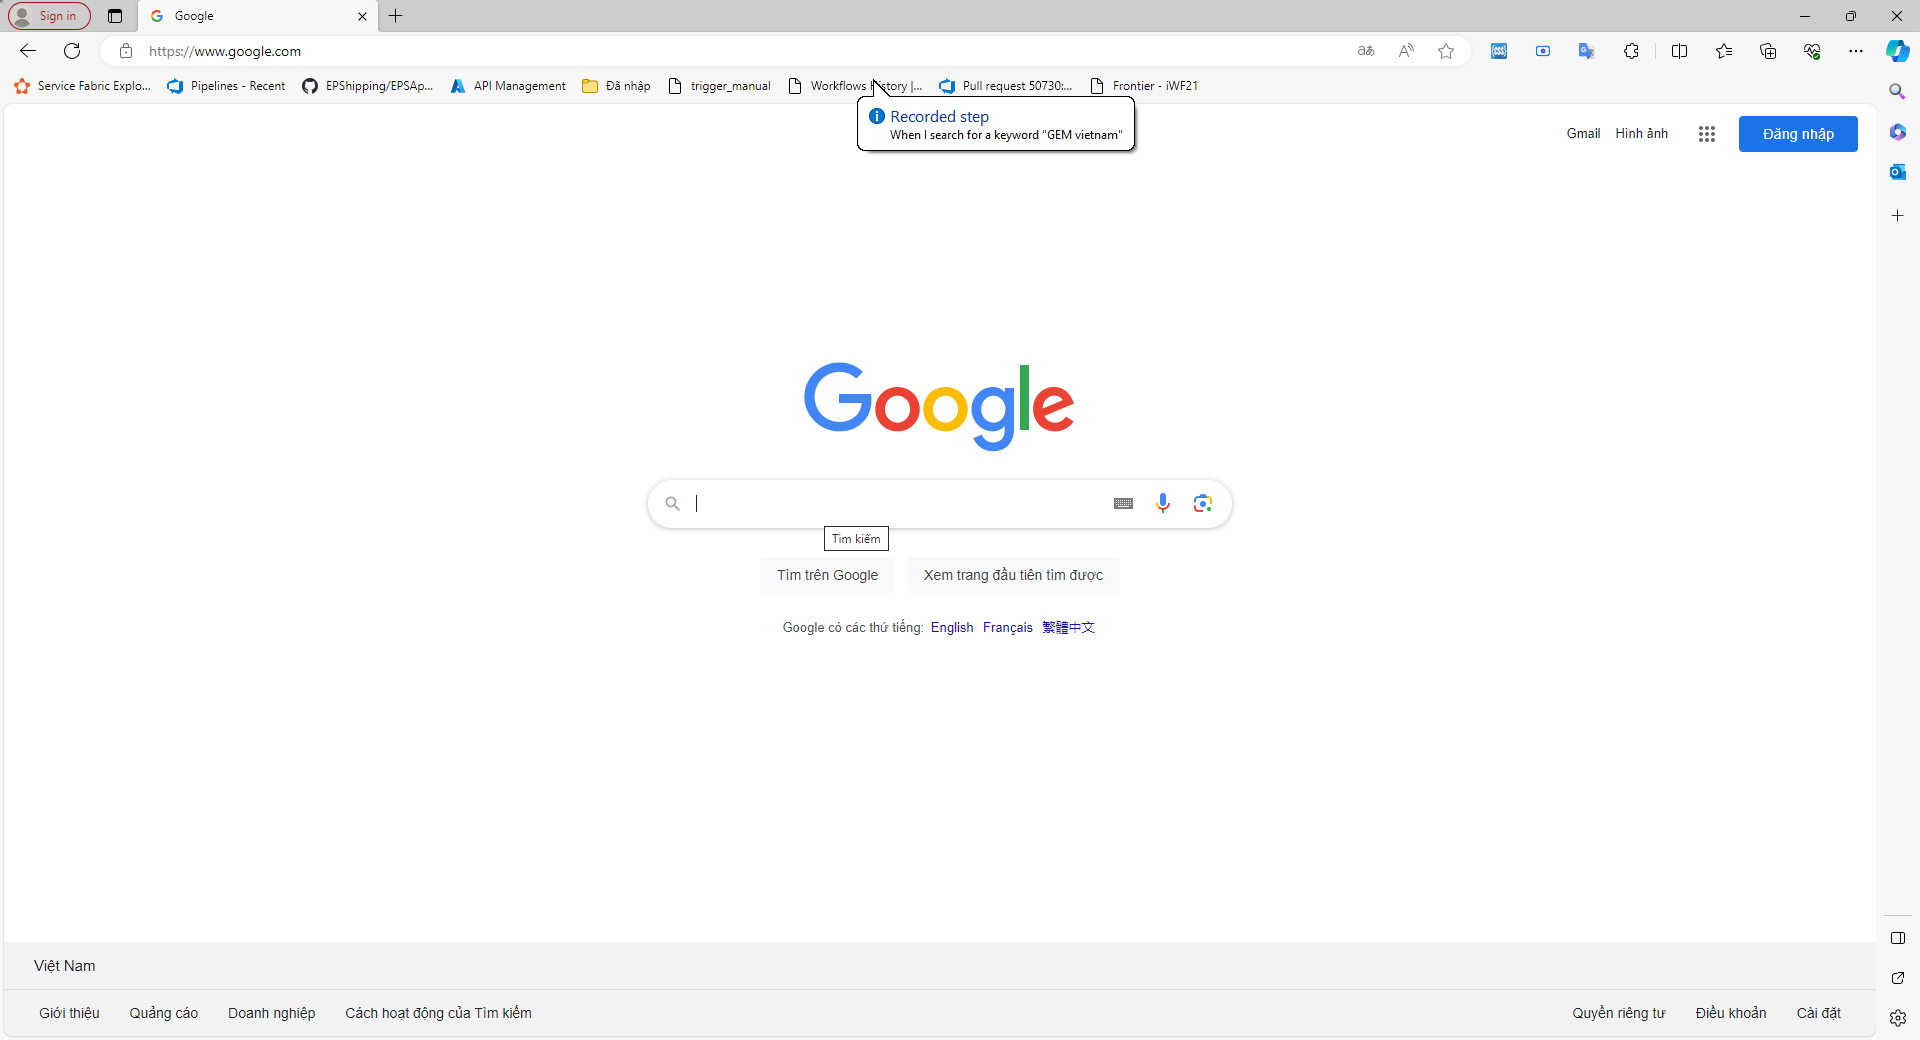 Sign in
Google
https://www.google.com
Service Fabric Explo...
Pipelines - Recent
EPShipping/EPSAp...
API Management
Đã nhập
trigger_manual
Workflows History |...
Pull request 50730:...
Frontier - iWF21
Recorded step
When I search for a keyword "GEM vietnam"
Gmail
Hình ảnh
Đăng nhập
Google
Tìm kiếm
Tìm trên Google
Xem trang đầu tiên tìm được
Google có các thứ tiếng: English Français 繁體中文
Việt Nam
Giới thiệu
Quảng cáo
Doanh nghiệp
Cách hoạt động của Tìm kiếm
Quyền riêng tư
Điều khoản
Cài đặt